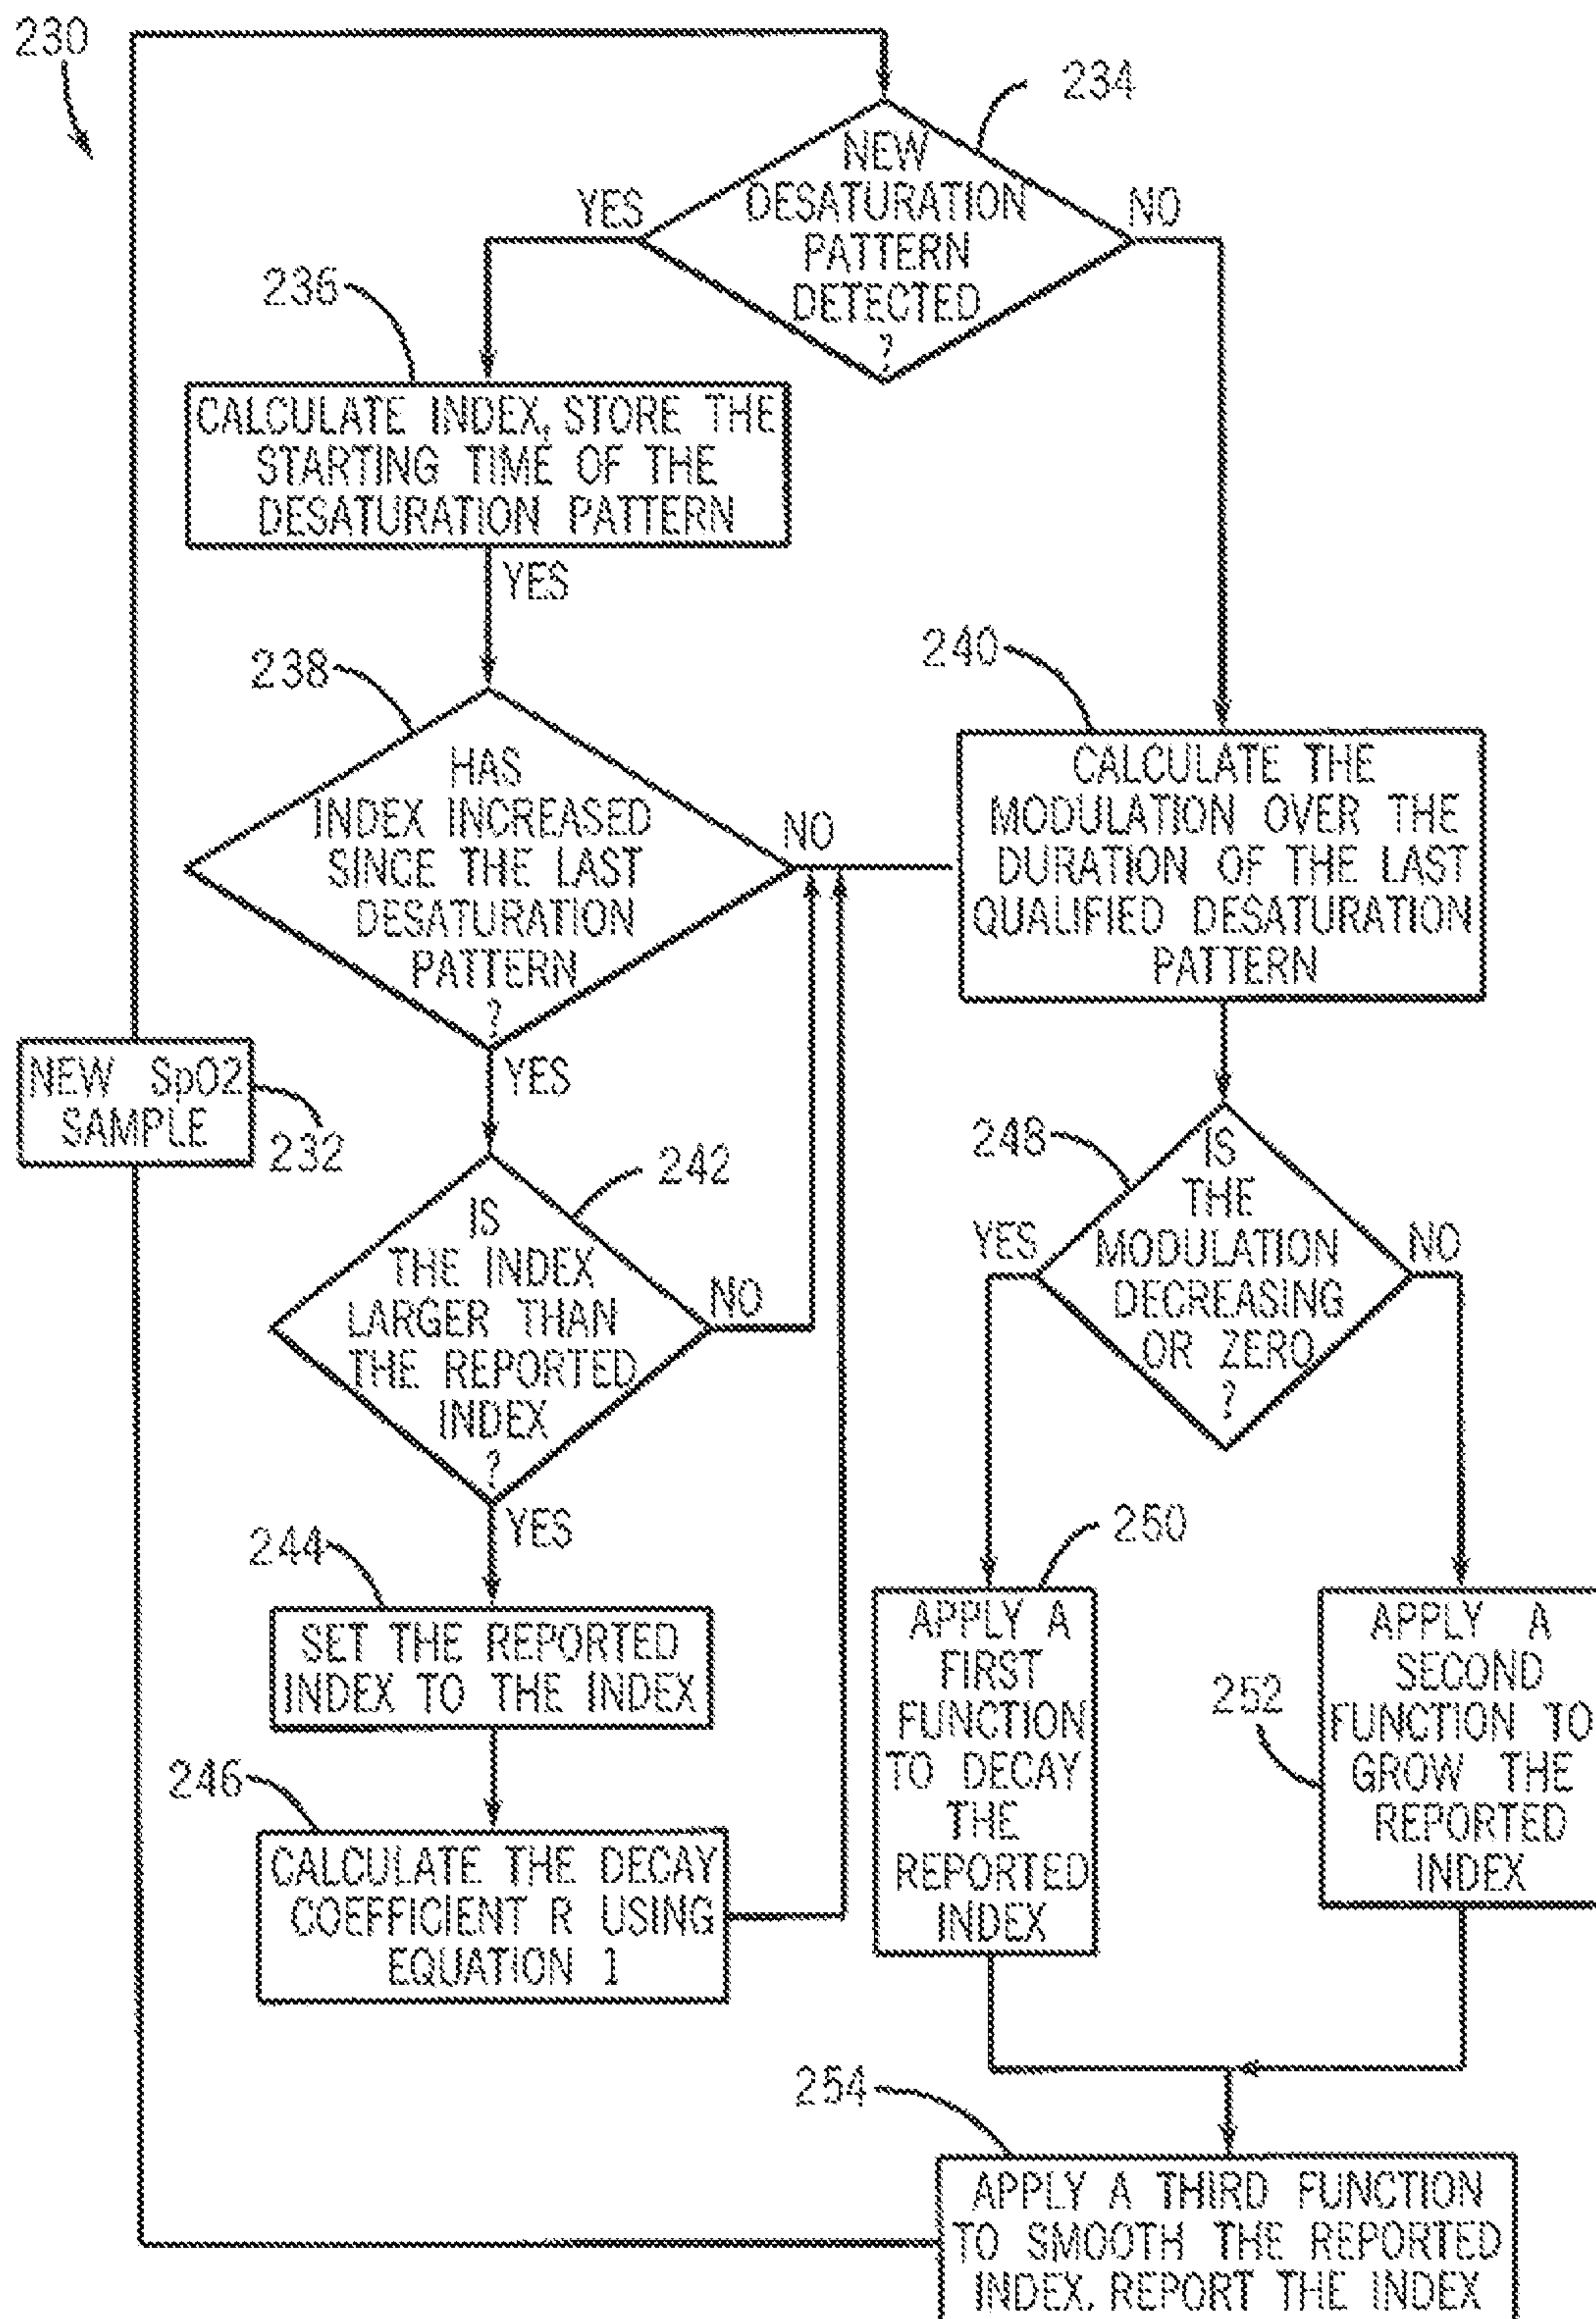 230
234
NEW
DESATURATION
PATTERN
DETECTED
?
YES
NO
236
CALCULATE INDEX, STORE THE
STARTING TIME OF THE
DESATURATION PATTERN
YES
238
HAS
INDEX INCREASED
SINCE THE LAST
DESATURATION
PATTERN
?
NO
YES
240
CALCULATE THE
MODULATION OVER THE
DURATION OF THE LAST
QUALIFIED DESATURATION
PATTERN
NEW SpO2
SAMPLE
232
242
IS
THE INDEX
LARGER THAN
THE REPORTED
INDEX
?
NO
YES
248
IS
THE
MODULATION
DECREASING
OR ZERO
?
YES
NO
244
SET THE REPORTED
INDEX TO THE INDEX
246
CALCULATE THE DECAY
COEFFICIENT R USING
EQUATION 1
250
APPLY A
FIRST
FUNCTION
TO DECAY
THE
REPORTED
INDEX
252
APPLY A
SECOND
FUNCTION TO
GROW THE
REPORTED
INDEX
254
APPLY A THIRD FUNCTION
TO SMOOTH THE REPORTED
INDEX. REPORT THE INDEX